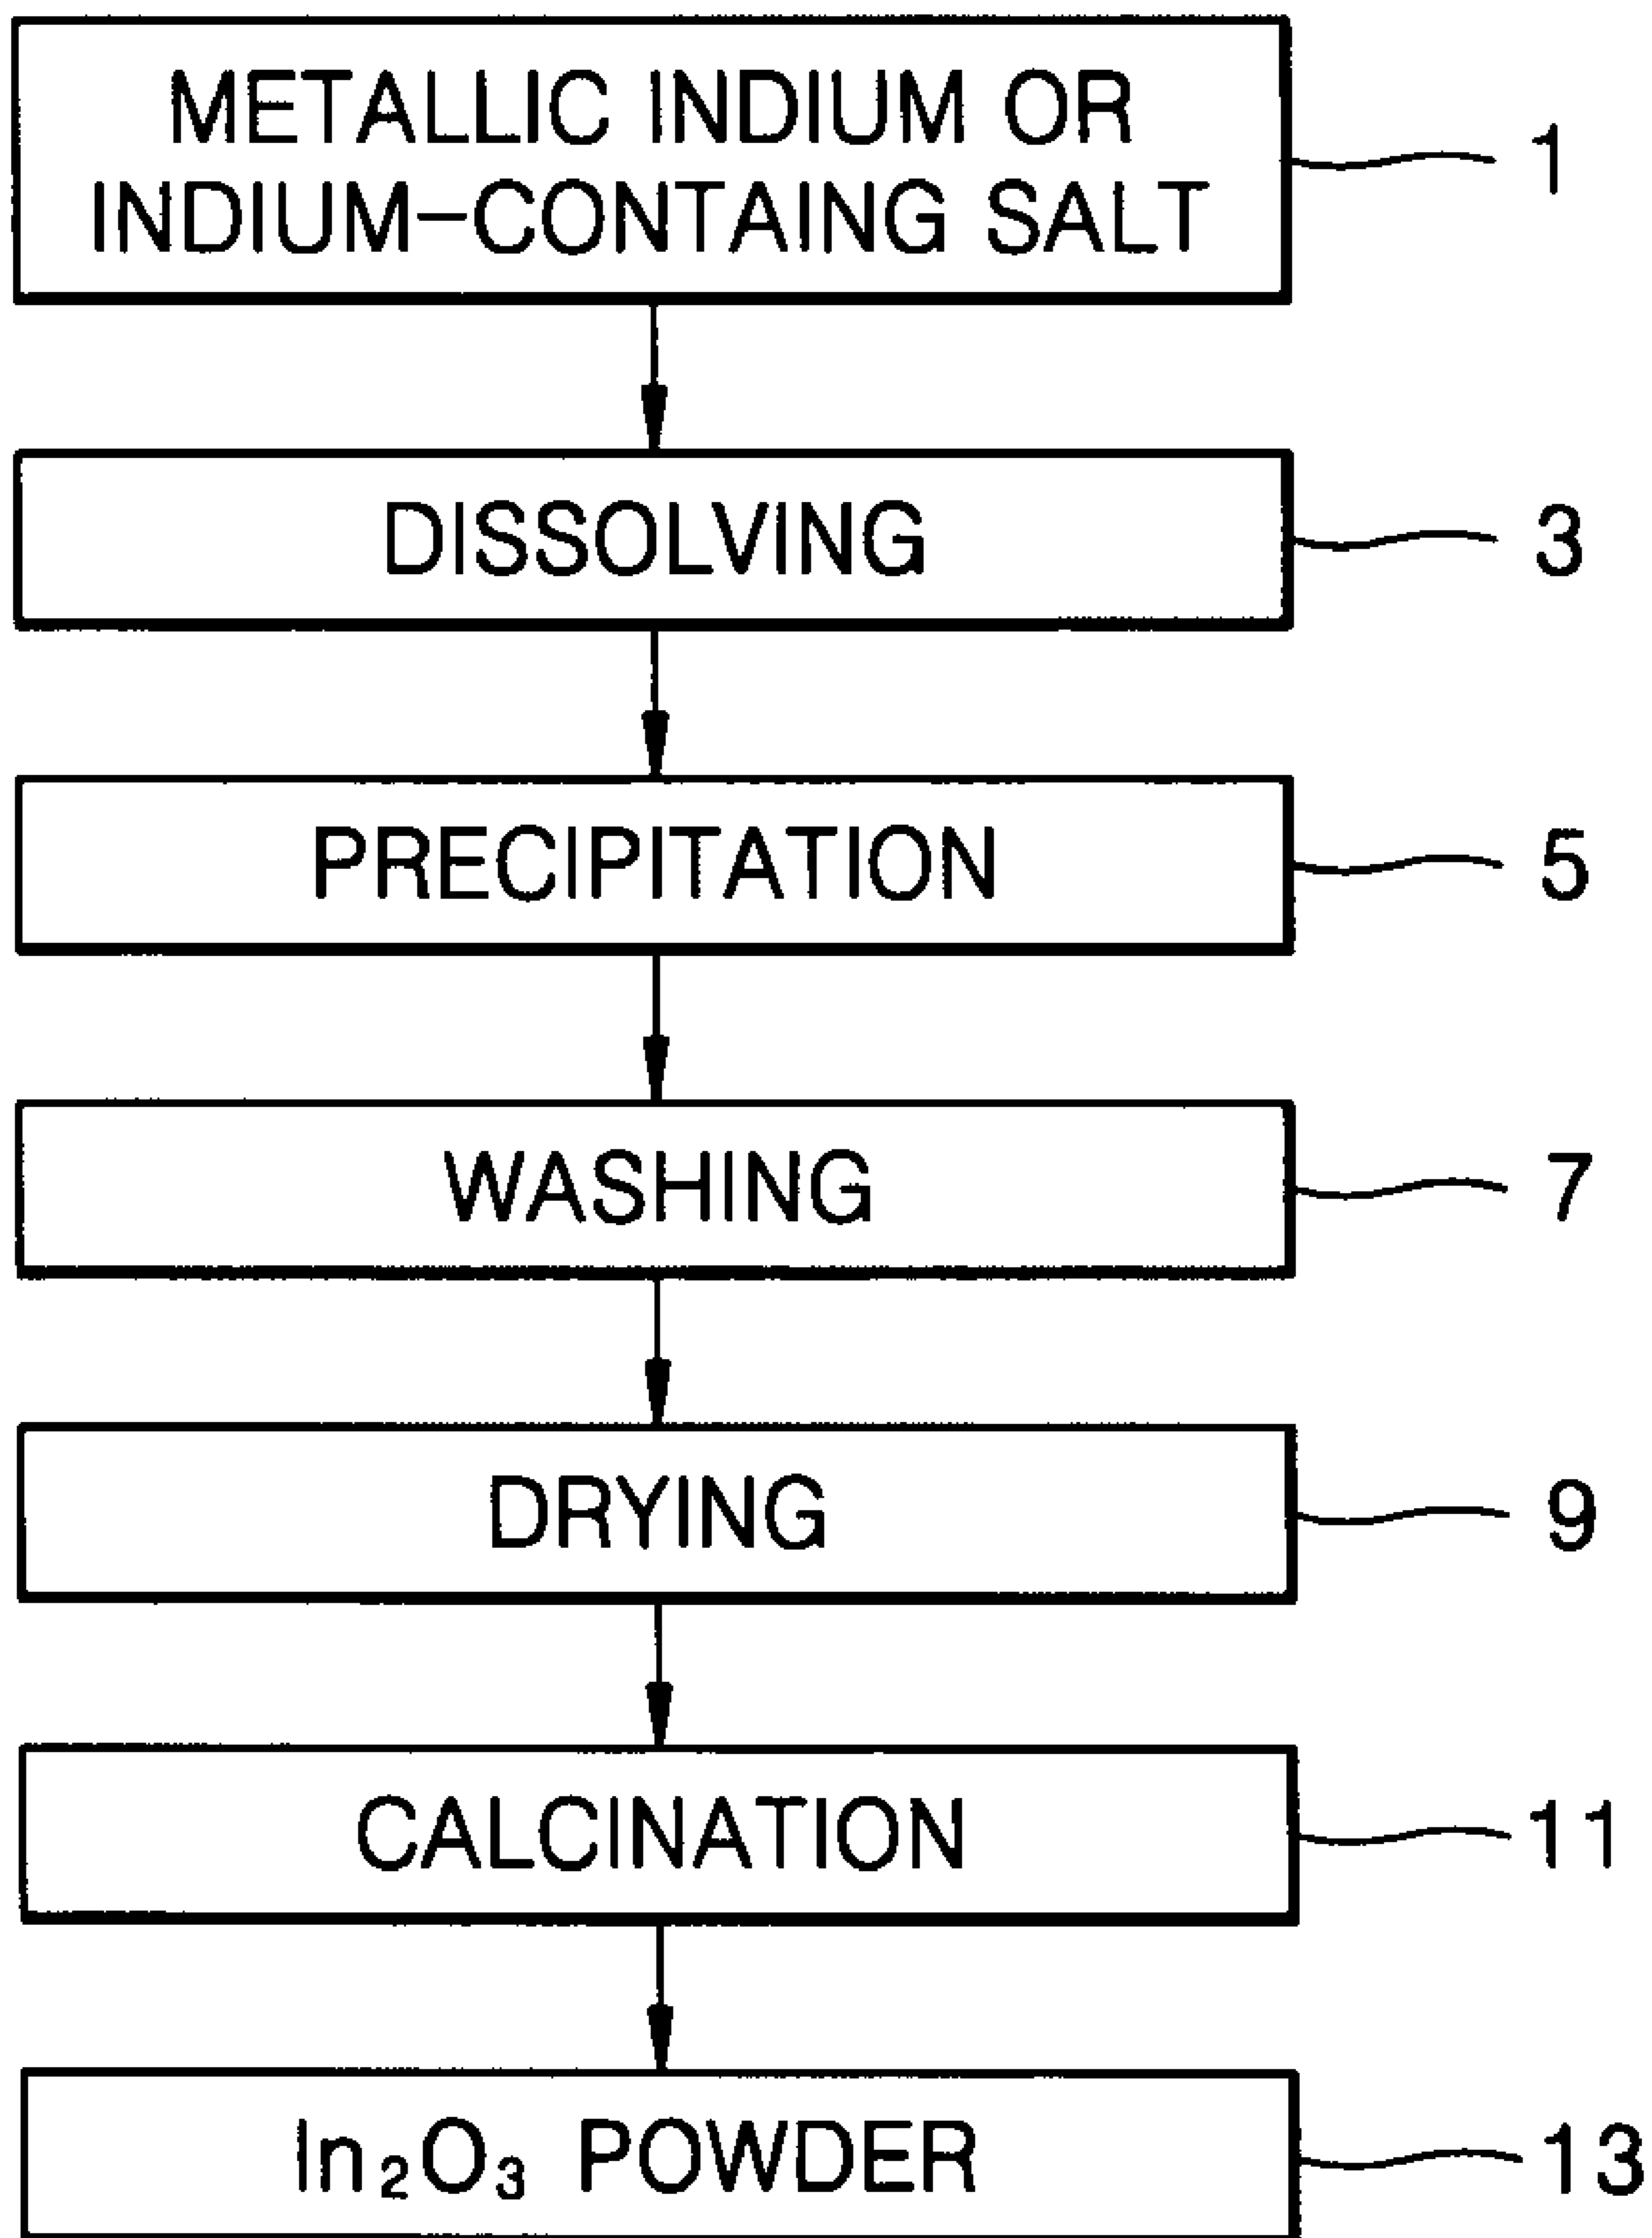 METALLIC INDIUM OR
INDIUM-CONTAING SALT
1
DISSOLVING
3
PRECIPITATION
5
WASHING
7
DRYING
9
CALCINATION
11
In₂O₃ POWDER
13